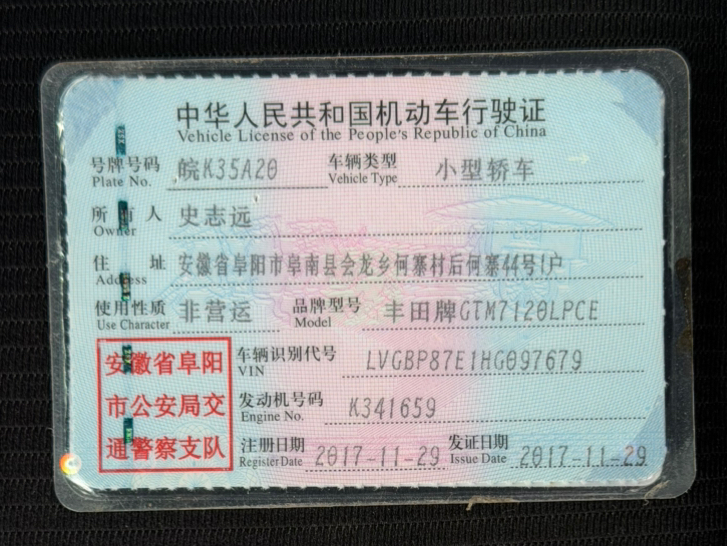 中华人民共和国机动车行驶证
Vehicle License of the People's Republic of China
号牌号码 皖K35A20 车辆类型 小型轿车
Plate No. Vehicle Type
所有人 史志远
Owner
住址 安徽省阜阳市阜南县会龙乡何寨村后何寨44号1户
Address
使用性质 非营运 品牌型号 丰田牌GTM7120LPCE
Use Character Model
安徽省阜阳 车辆识别代号 LVGBP87E1HG097679
VIN
市公安局交 发动机号码 K341659
Engine No.
通警察支队 注册日期 2017-11-29 发证日期 2017-11-29
Register Date Issue Date